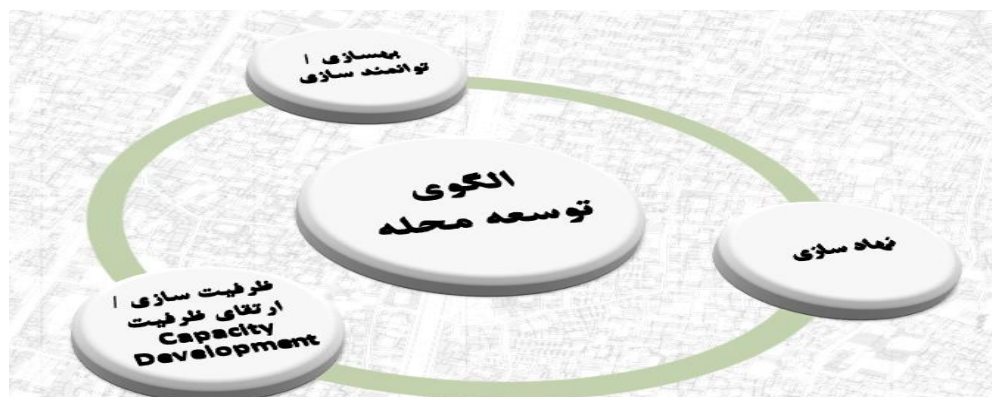 بهسازی /
توانمند سازی
الگوی
توسعه محله
نهاد سازی
ظرفیت سازی /
ارتقای ظرفیت
Capacity
Development